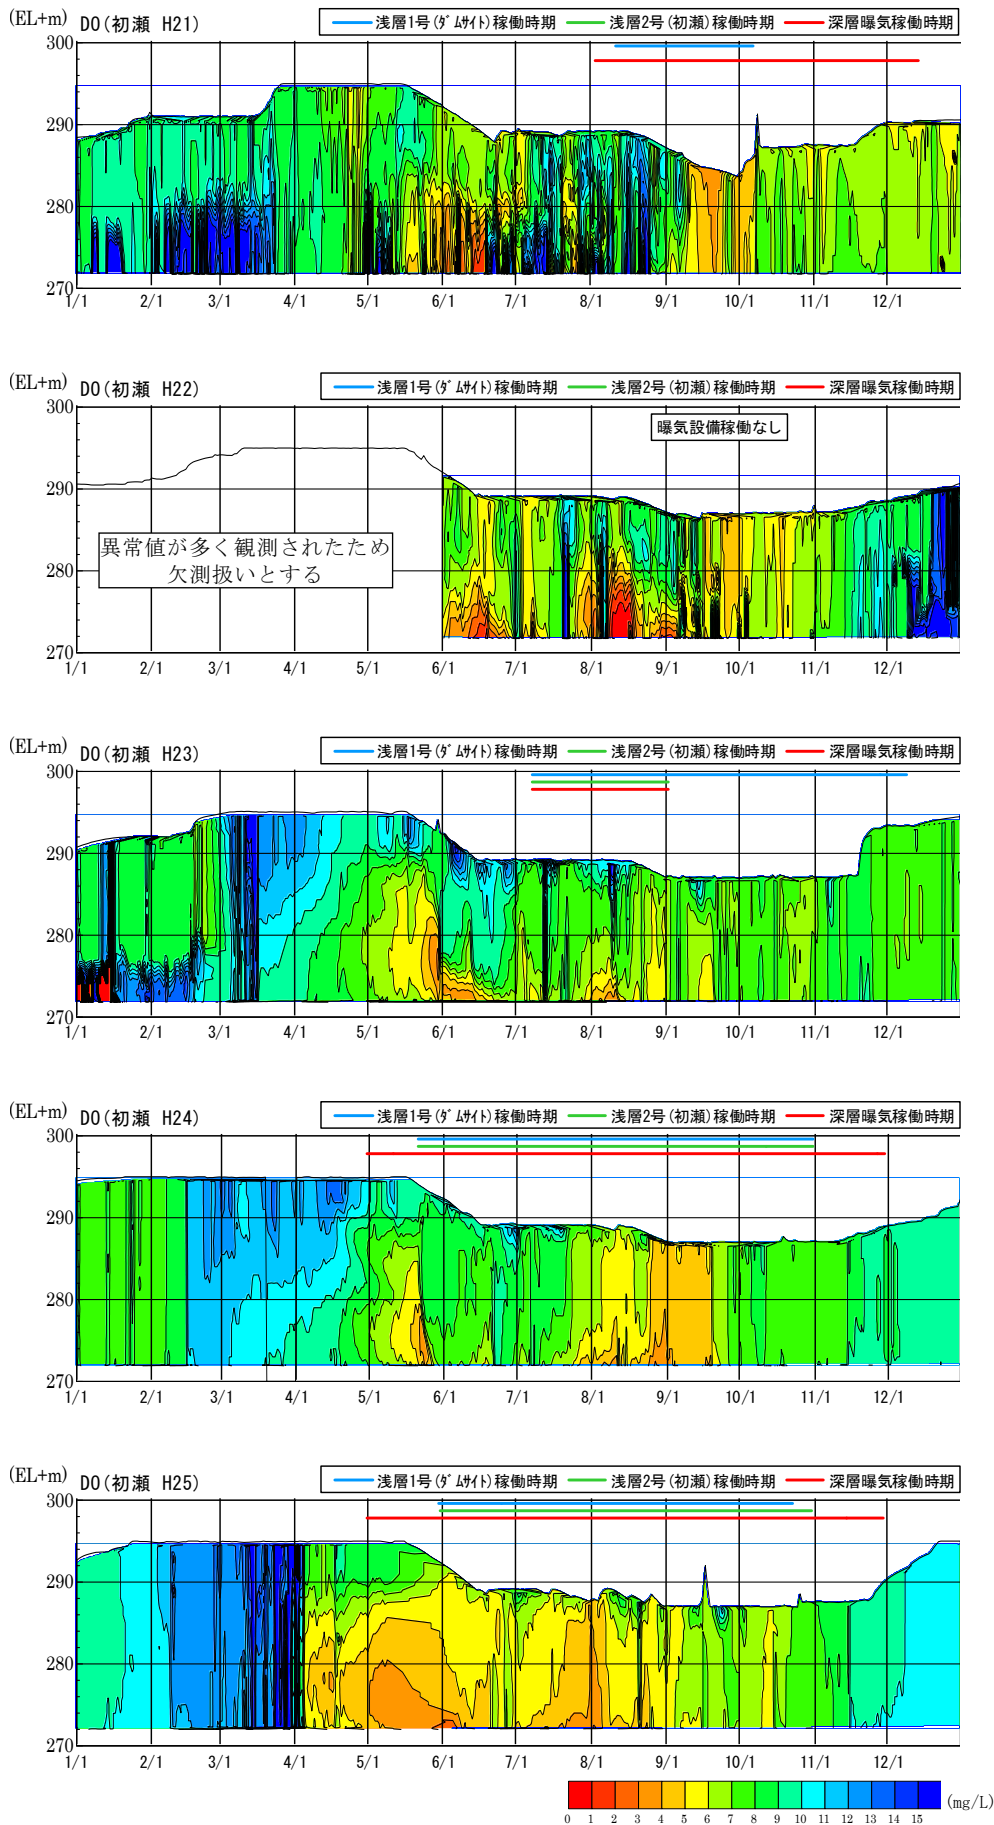 (EL+m) DO(初瀬 H21) 浅層1号(ダムサイト)稼働時期 浅層2号(初瀬)稼働時期 深層曝気稼働時期
300
290
280
270
1/1 2/1 3/1 4/1 5/1 6/1 7/1 8/1 9/1 10/1 11/1 12/1
(EL+m) DO(初瀬 H22) 浅層1号(ダムサイト)稼働時期 浅層2号(初瀬)稼働時期 深層曝気稼働時期
300
曝気設備稼働なし
290
異常値が多く観測されたため
欠測扱いとする
280
270
1/1 2/1 3/1 4/1 5/1 6/1 7/1 8/1 9/1 10/1 11/1 12/1
(EL+m) DO(初瀬 H23) 浅層1号(ダムサイト)稼働時期 浅層2号(初瀬)稼働時期 深層曝気稼働時期
300
290
280
270
1/1 2/1 3/1 4/1 5/1 6/1 7/1 8/1 9/1 10/1 11/1 12/1
(EL+m) DO(初瀬 H24) 浅層1号(ダムサイト)稼働時期 浅層2号(初瀬)稼働時期 深層曝気稼働時期
300
290
280
270
1/1 2/1 3/1 4/1 5/1 6/1 7/1 8/1 9/1 10/1 11/1 12/1
(EL+m) DO(初瀬 H25) 浅層1号(ダムサイト)稼働時期 浅層2号(初瀬)稼働時期 深層曝気稼働時期
300
290
280
270
1/1 2/1 3/1 4/1 5/1 6/1 7/1 8/1 9/1 10/1 11/1 12/1
(mg/L)
0 1 2 3 4 5 6 7 8 9 10 11 12 13 14 15